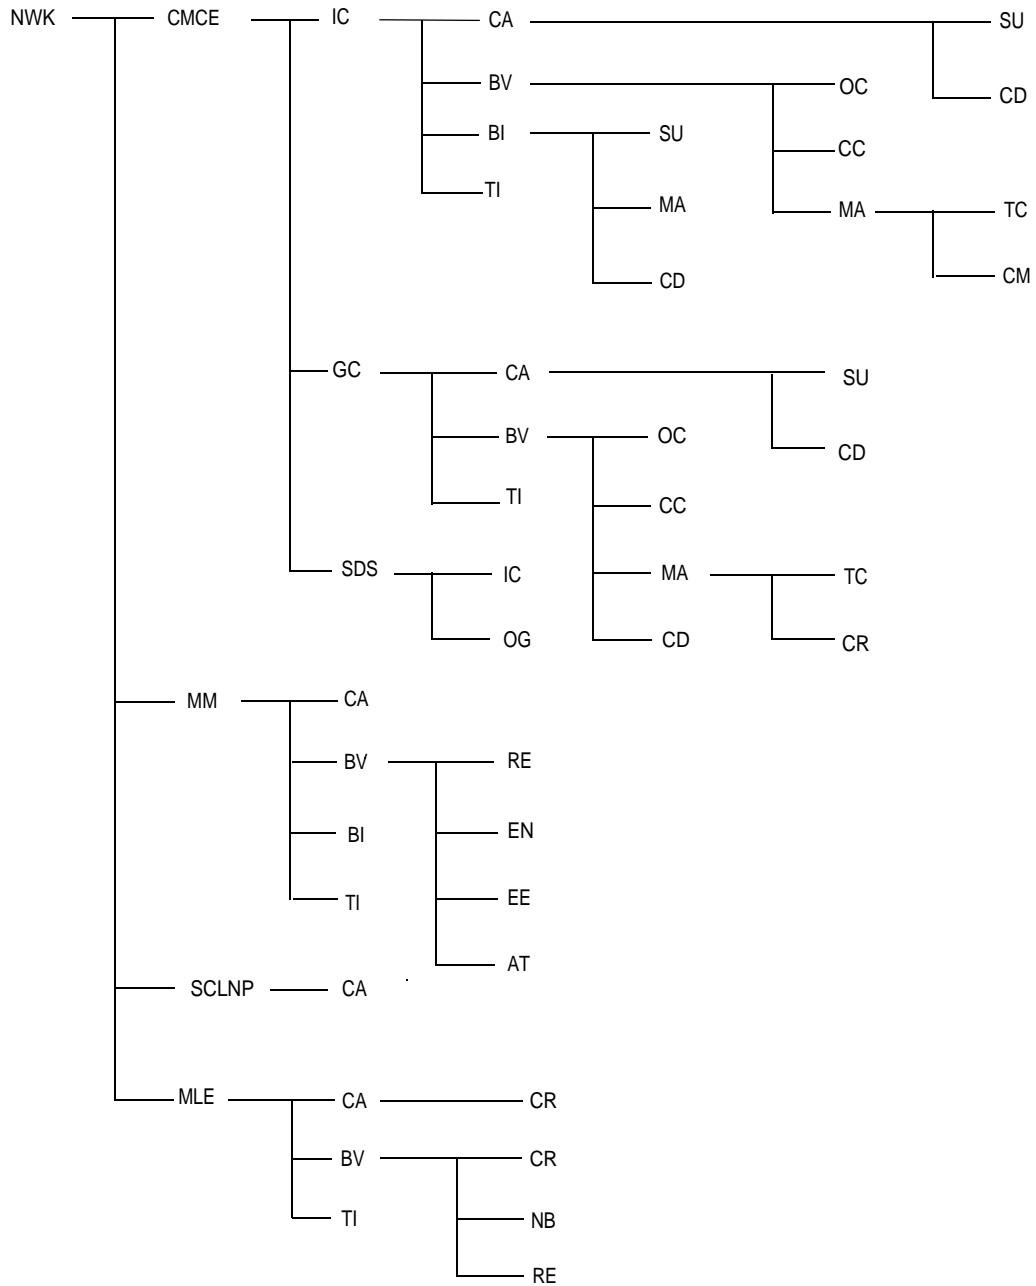 NWK CMCE IC CA SU
CD
BV OC
BI SU CC
TI MA MA TC
CD CM
GC CA SU
BV OC CD
TI CC
SDS IC MA TC
OG CD CR
MM CA
BV RE
BI EN
TI EE
AT
SCLNP CA
MLE CA CR
BV CR
TI NB
RE